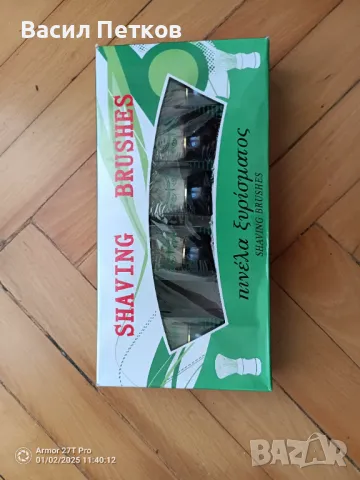 Васил Петков
SHAVING BRUSHES
πινέλα ξυρίσματος
SHAVING BRUSHES
Armor 27T Pro
01/02/2025 11:40:12
BAZAR